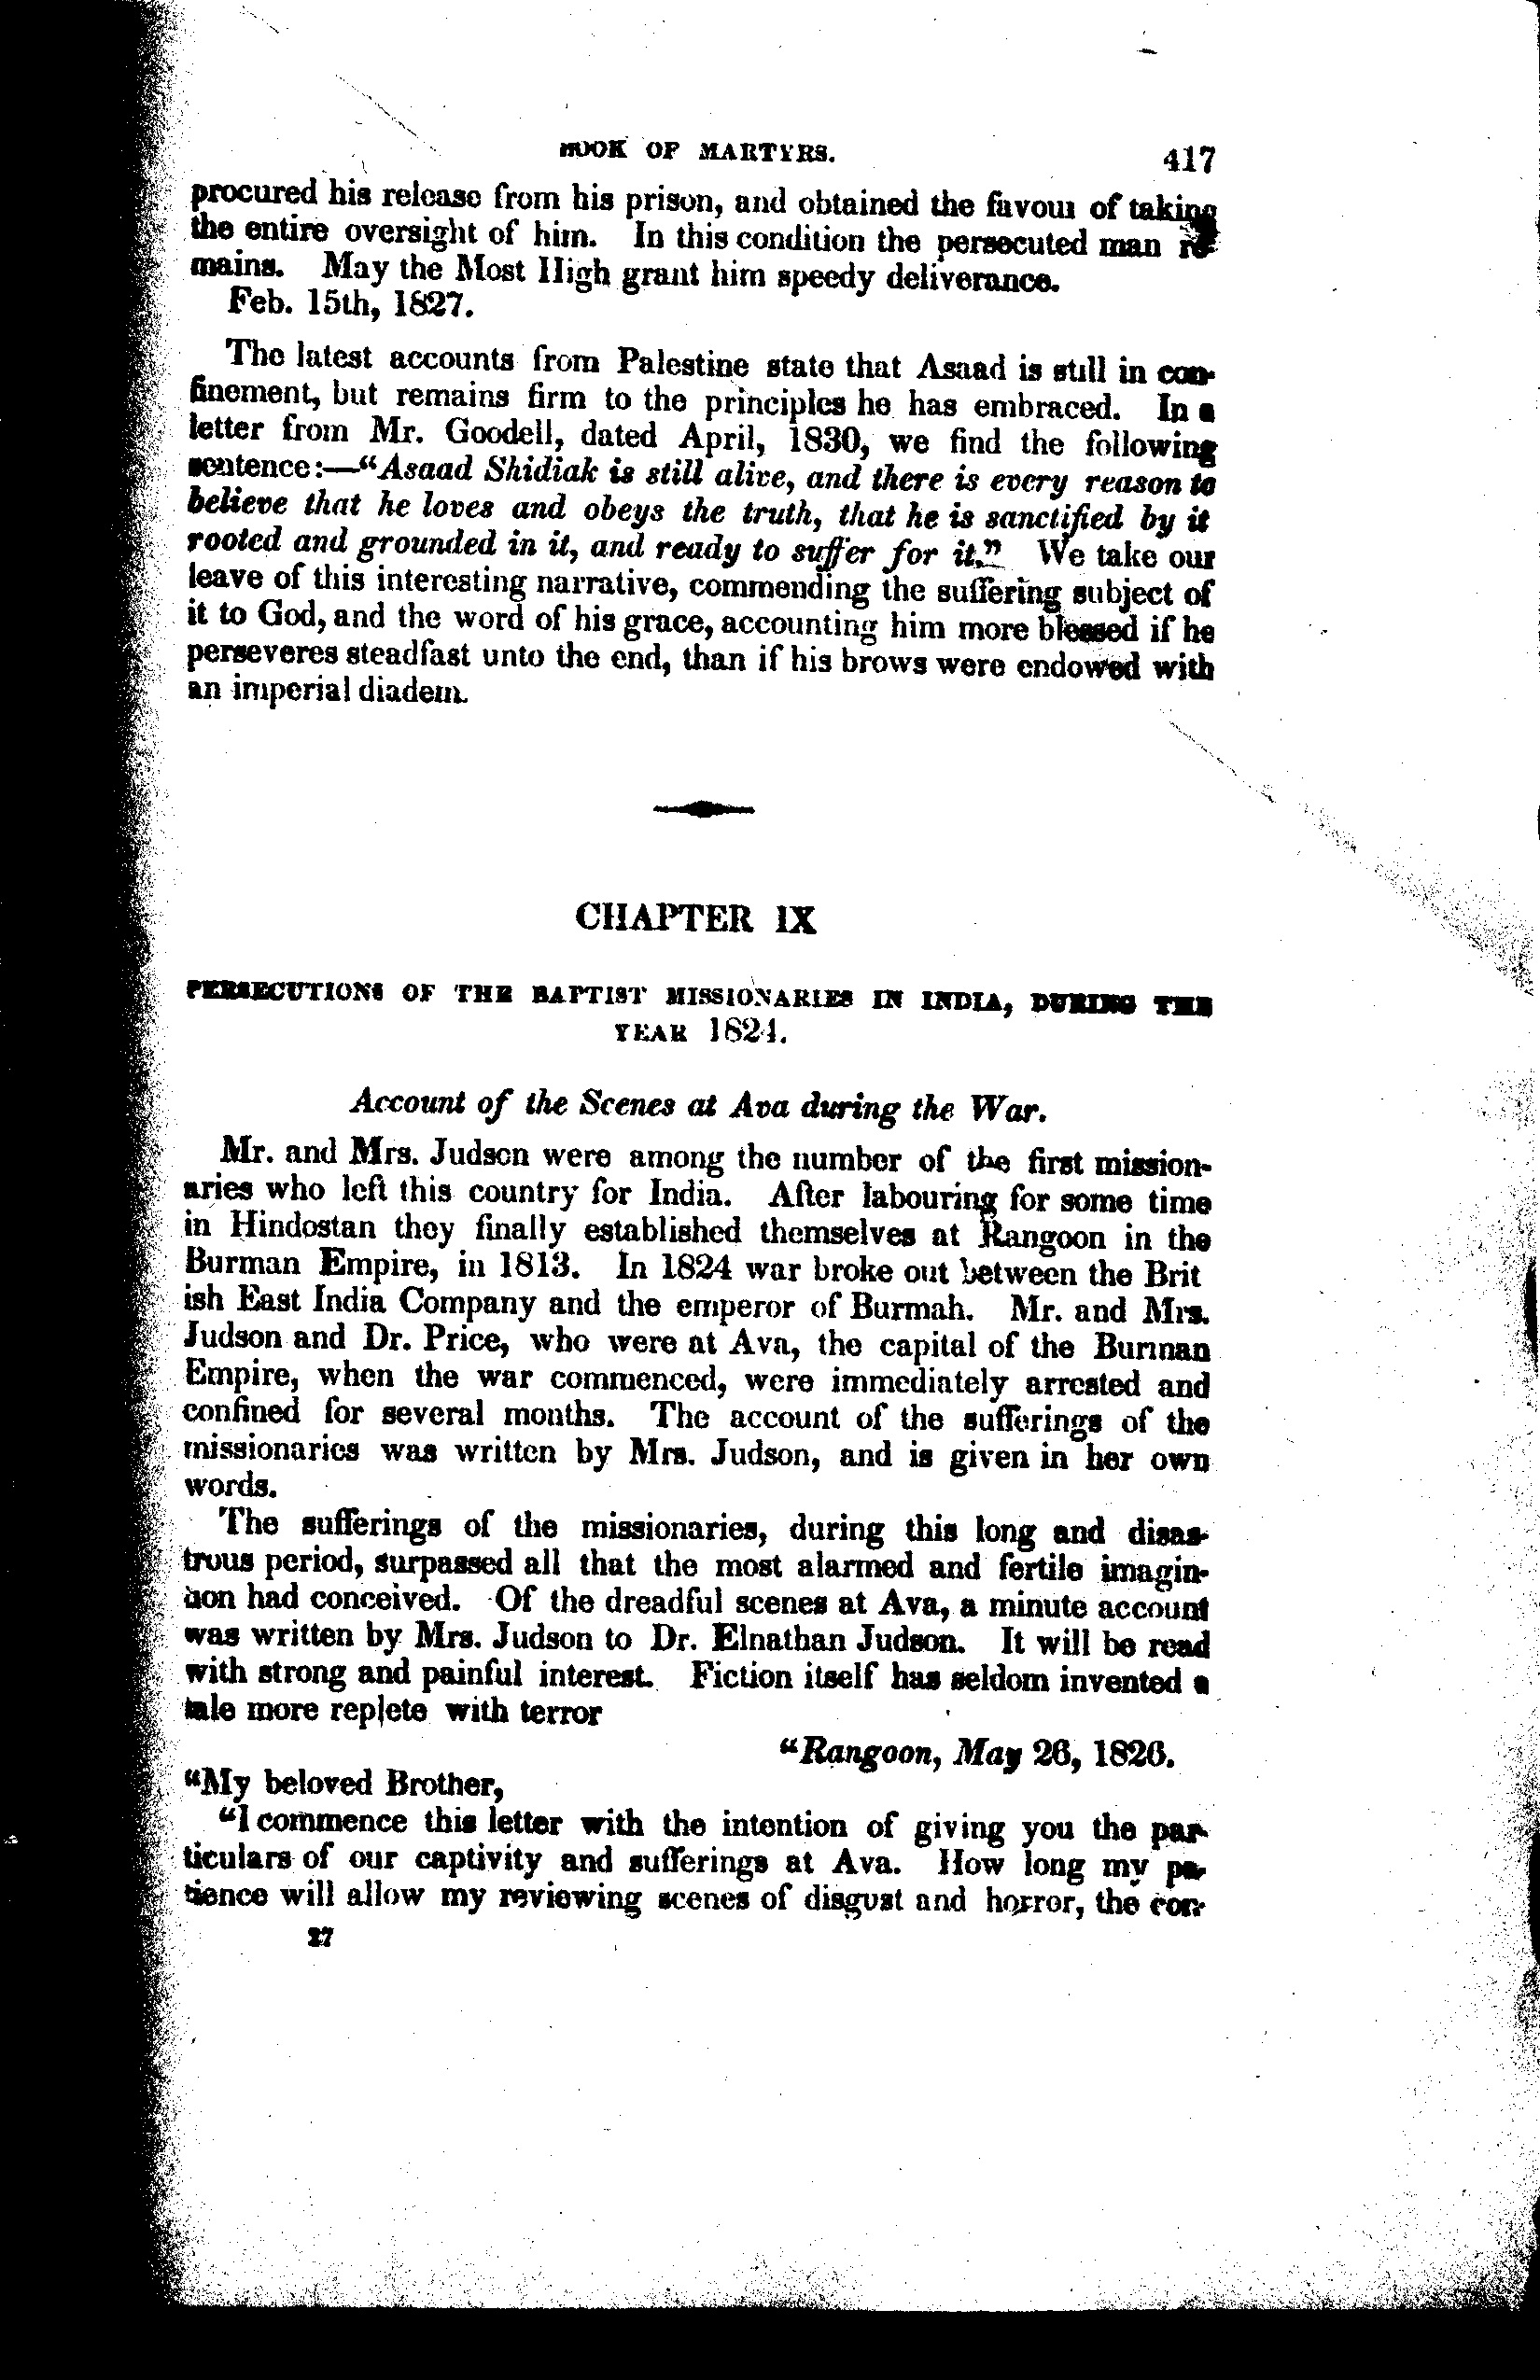 BOOK OF MARTYRS. 417
procured his release from his prison, and obtained the favour of taking
the entire oversight of him. In this condition the persecuted man re-
mains. May the Most High grant him speedy deliverance.
Feb. 15th, 1827.
The latest accounts from Palestine state that Asaad is still in con-
finement, but remains firm to the principles he has embraced. In a
letter from Mr. Goodell, dated April, 1830, we find the following
sentence:—“Asaad Shidiak is still alive, and there is every reason to
believe that he loves and obeys the truth, that he is sanctified by it
rooted and grounded in it, and ready to suffer for it.” We take our
leave of this interesting narrative, commending the suffering subject of
it to God, and the word of his grace, accounting him more blessed if he
perseveres steadfast unto the end, than if his brows were endowed with
an imperial diadem.
CHAPTER IX
PERSECUTIONS OF THE BAPTIST MISSIONARIES IN INDIA, DURING THE
YEAR 1824.
Account of the Scenes at Ava during the War.
Mr. and Mrs. Judson were among the number of the first mission-
aries who left this country for India. After labouring for some time
in Hindostan they finally established themselves at Rangoon in the
Burman Empire, in 1813. In 1824 war broke out between the Brit
ish East India Company and the emperor of Burmah. Mr. and Mrs.
Judson and Dr. Price, who were at Ava, the capital of the Burman
Empire, when the war commenced, were immediately arrested and
confined for several months. The account of the sufferings of the
missionaries was written by Mrs. Judson, and is given in her own
words.
The sufferings of the missionaries, during this long and disas-
trous period, surpassed all that the most alarmed and fertile imagin-
tion had conceived. Of the dreadful scenes at Ava, a minute account
was written by Mrs. Judson to Dr. Elnathan Judson. It will be read
with strong and painful interest. Fiction itself has seldom invented a
tale more replete with terror
“Rangoon, May 26, 1826.
“My beloved Brother,
“I commence this letter with the intention of giving you the par-
ticulars of our captivity and sufferings at Ava. How long my pa-
tience will allow my reviewing scenes of disgust and horror, the con-
27